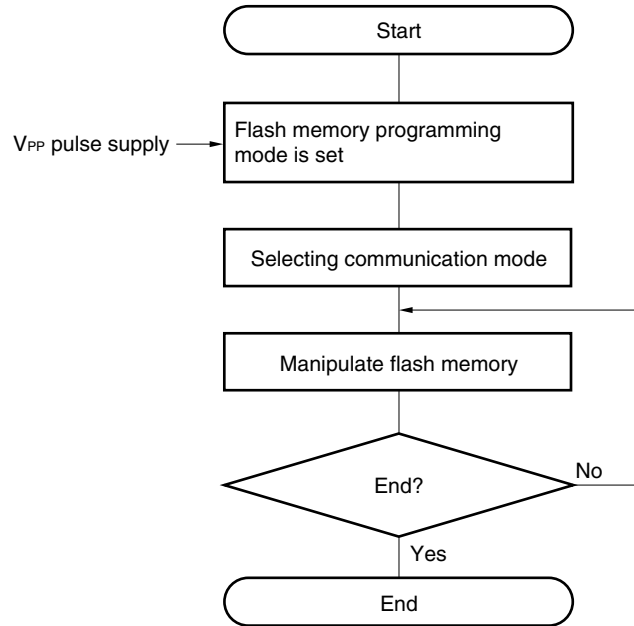 Start
VPP pulse supply
Flash memory programming
mode is set
Selecting communication mode
Manipulate flash memory
End?
No
Yes
End